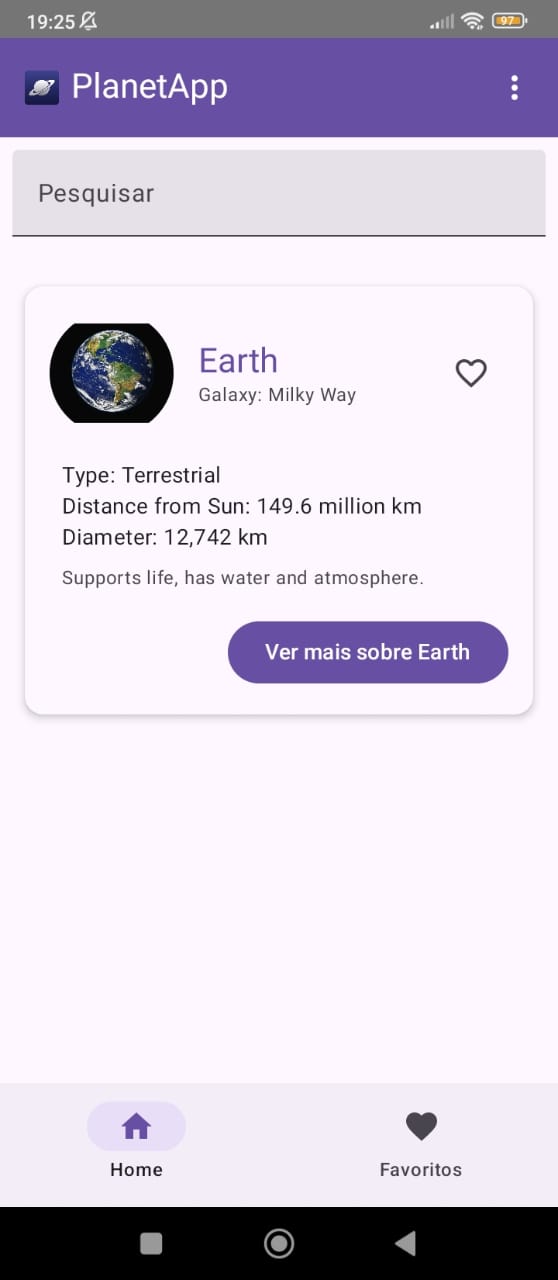 19:25
97
PlanetApp
Pesquisar
Earth
Galaxy: Milky Way
Type: Terrestrial
Distance from Sun: 149.6 million km
Diameter: 12,742 km
Supports life, has water and atmosphere.
Ver mais sobre Earth
Home
Favoritos